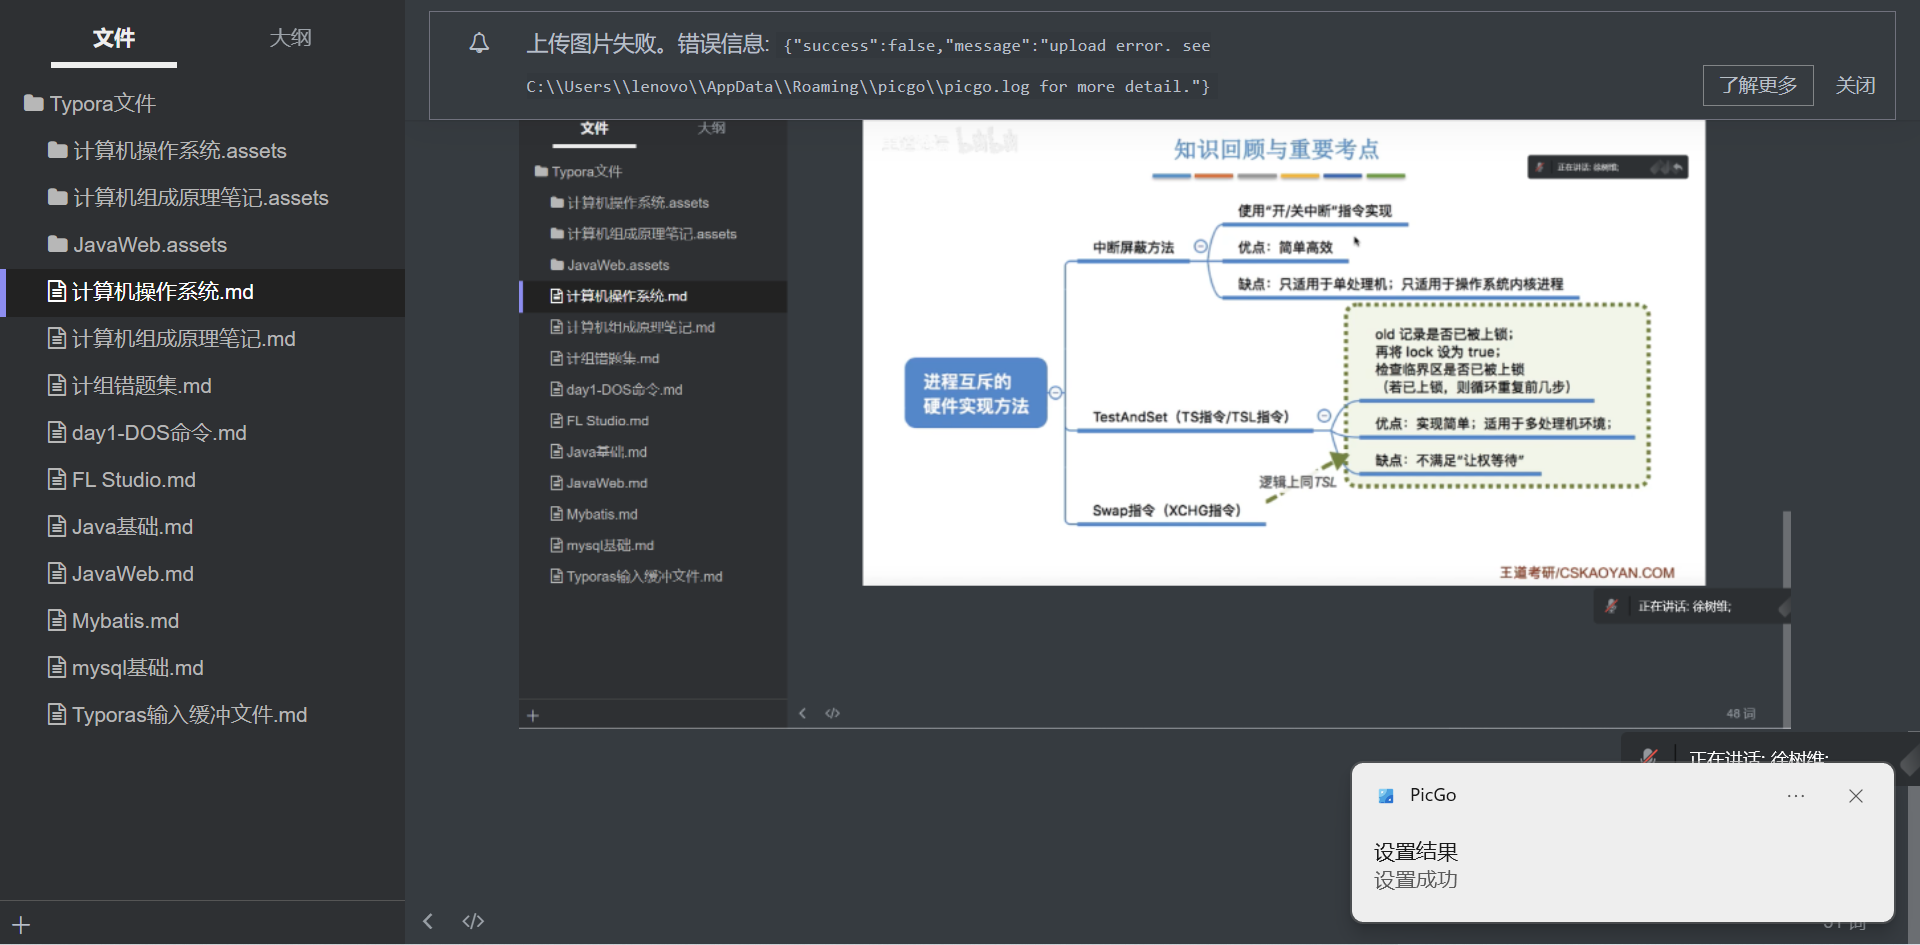 文件
大纲
Typora文件
计算机操作系统.assets
计算机组成原理笔记.assets
JavaWeb.assets
计算机操作系统.md
计算机组成原理笔记.md
计组错题集.md
day1-DOS命令.md
FL Studio.md
Java基础.md
JavaWeb.md
Mybatis.md
mysql基础.md
Typoras输入缓冲文件.md
上传图片失败。错误信息: {"success":false,"message":"upload error. see
C:\\Users\\lenovo\\AppData\\Roaming\\picgo\\picgo.log for more detail."}
了解更多
关闭
文件
大纲
Typora文件
计算机操作系统.assets
计算机组成原理笔记.assets
JavaWeb.assets
计算机操作系统.md
计算机组成原理笔记.md
计组错题集.md
day1-DOS命令.md
FL Studio.md
Java基础.md
JavaWeb.md
Mybatis.md
mysql基础.md
Typoras输入缓冲文件.md
知识回顾与重要考点
正在讲话: 徐树维;
使用“开/关中断”指令实现
中断屏蔽方法
优点：简单高效
缺点：只适用于单处理机；只适用于操作系统内核进程
old 记录是否已被上锁；
再将 lock 设为 true；
检查临界区是否已被上锁
（若已上锁，则循环重复前几步）
进程互斥的
硬件实现方法
TestAndSet（TS指令/TSL指令）
优点：实现简单；适用于多处理机环境；
缺点：不满足“让权等待”
逻辑上同TSL
Swap指令（XCHG指令）
王道考研/CSKAOYAN.COM
正在讲话: 徐树维;
48 词
正在讲话: 徐树维;
PicGo
设置结果
设置成功